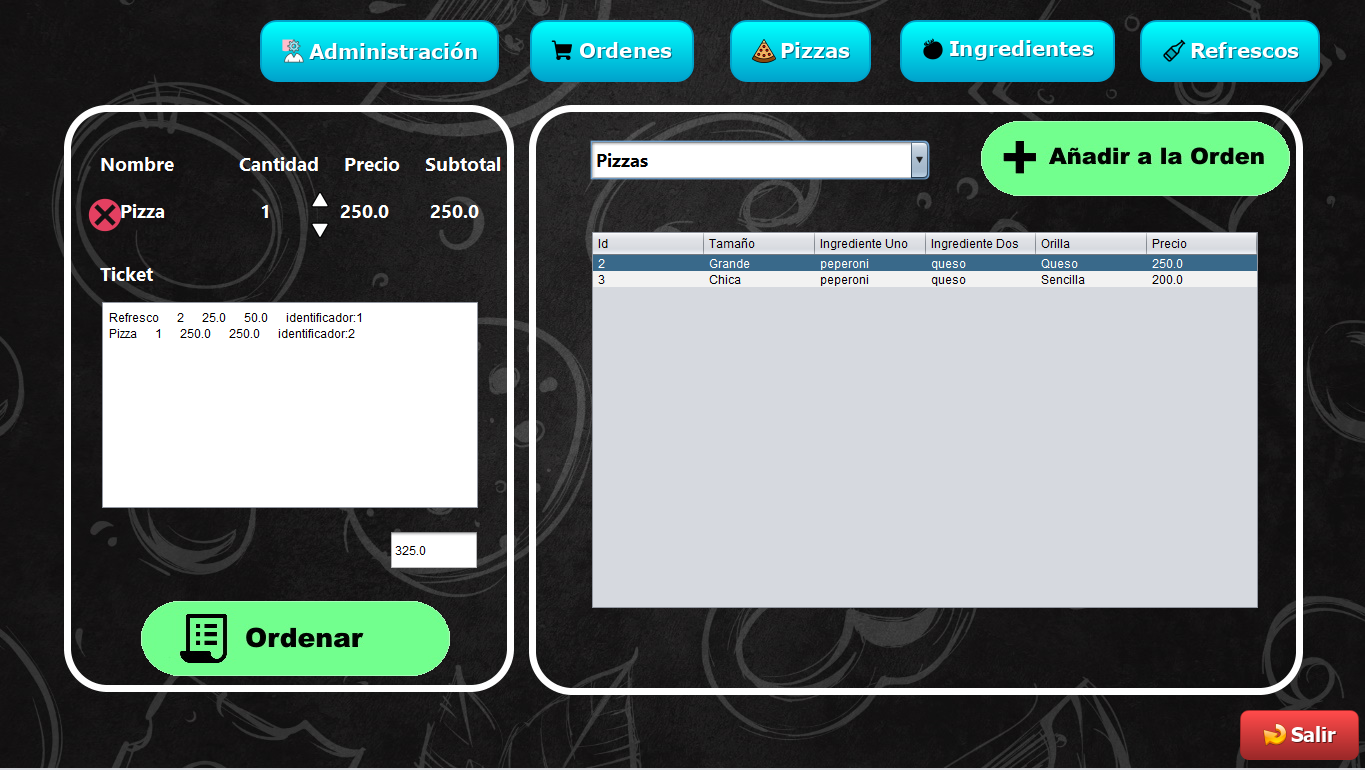 Administración
Ordenes
Pizzas
Ingredientes
Refrescos
Nombre Cantidad Precio Subtotal
Pizza 1 250.0 250.0
Ticket
Refresco 2 25.0 50.0 identificador:1
Pizza 1 250.0 250.0 identificador:2
325.0
Ordenar
Pizzas
Añadir a la Orden
Id Tamaño Ingrediente Uno Ingrediente Dos Orilla Precio
2 Grande peperoni queso Queso 250.0
3 Chica peperoni queso Sencilla 200.0
Salir